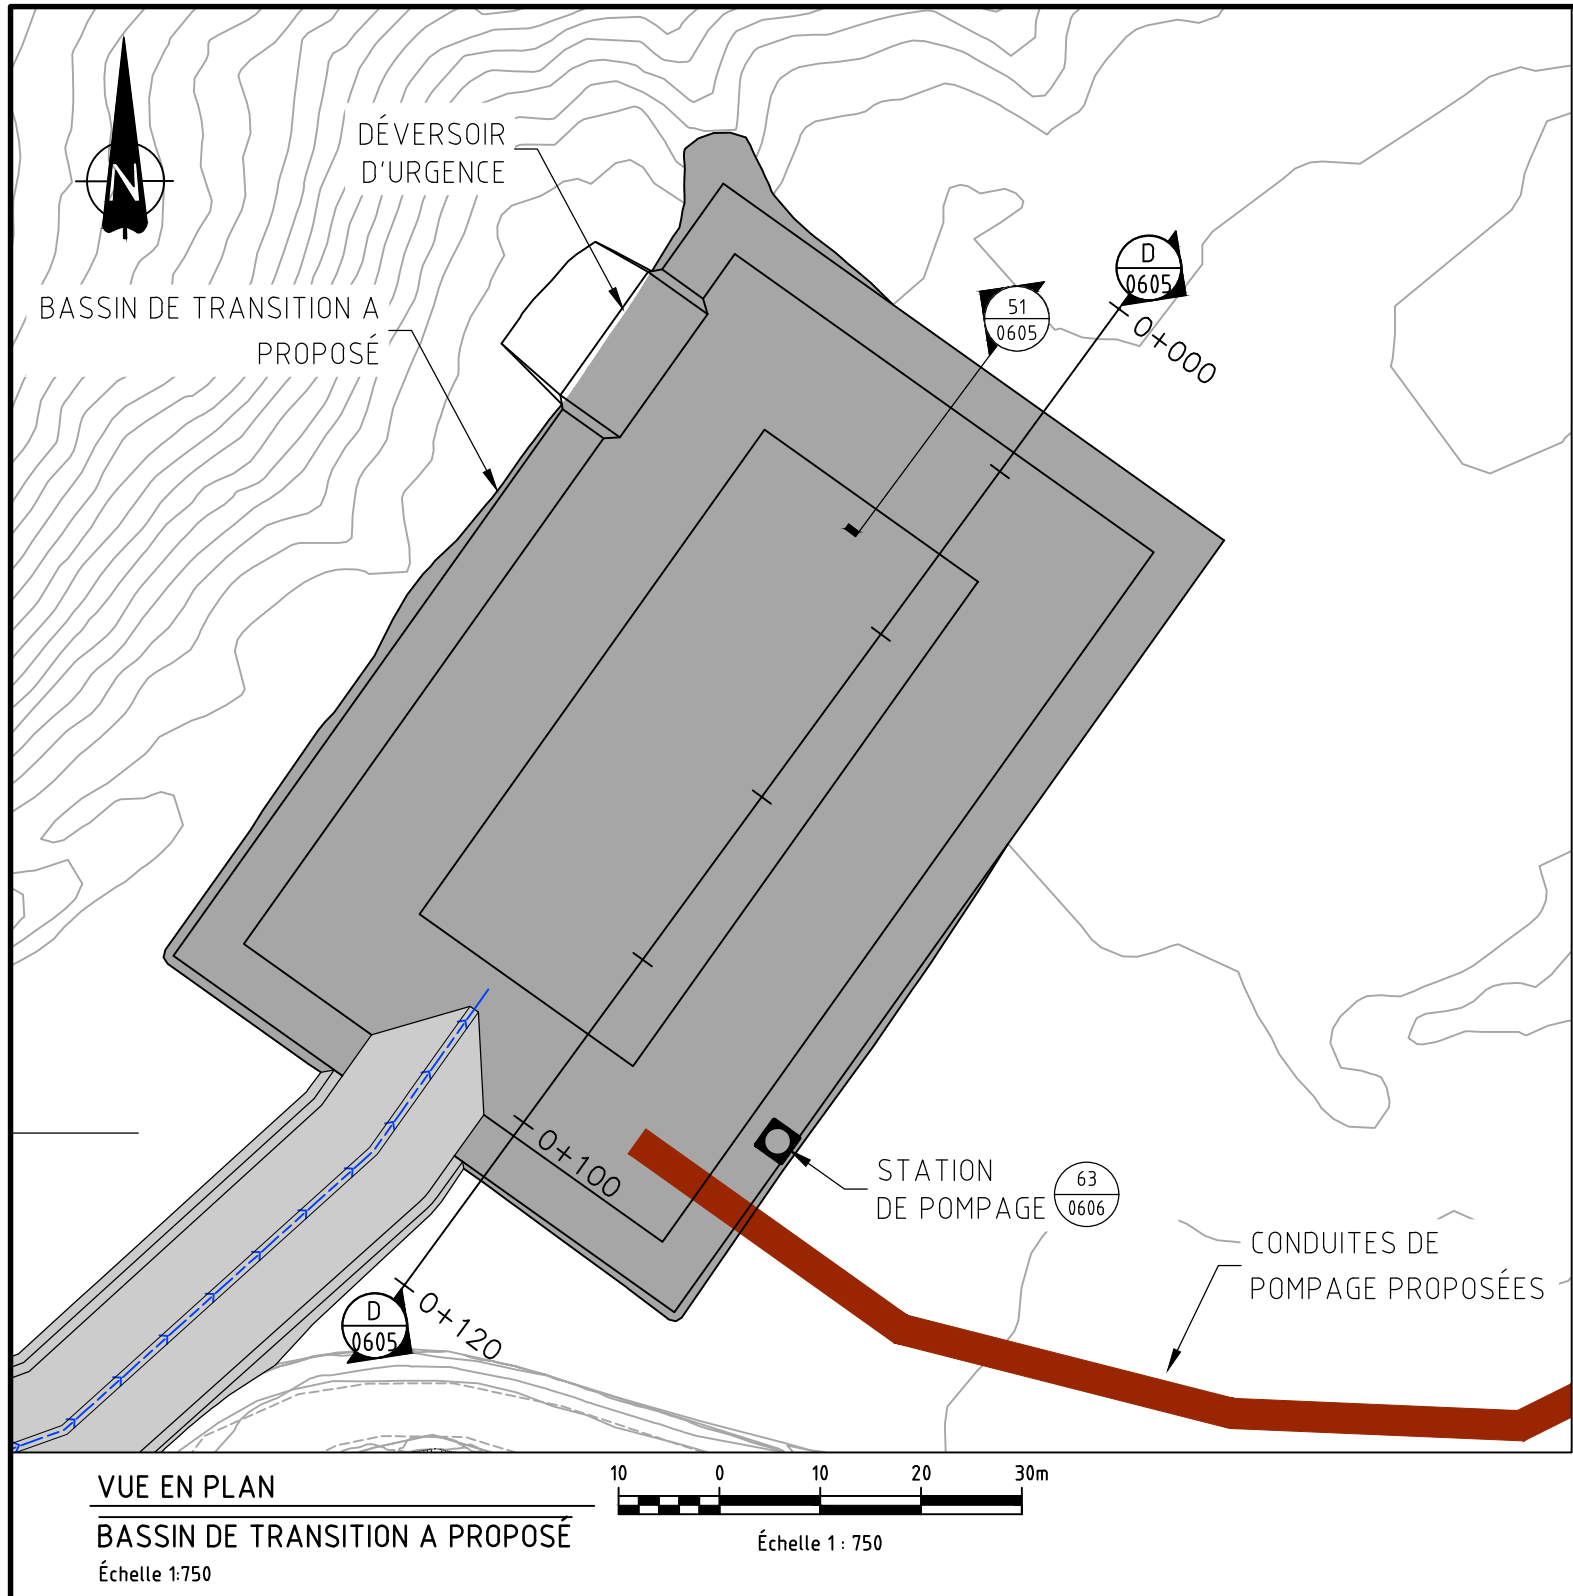 N
DÉVERSOIR
D'URGENCE
BASSIN DE TRANSITION A
PROPOSÉ
D
0605
51
0605
0+000
0+100
STATION
DE POMPAGE
63
0606
CONDUITES DE
POMPAGE PROPOSÉES
D
0605
0+120
VUE EN PLAN
BASSIN DE TRANSITION A PROPOSÉ
Échelle 1:750
10 0 10 20 30m
Échelle 1 : 750